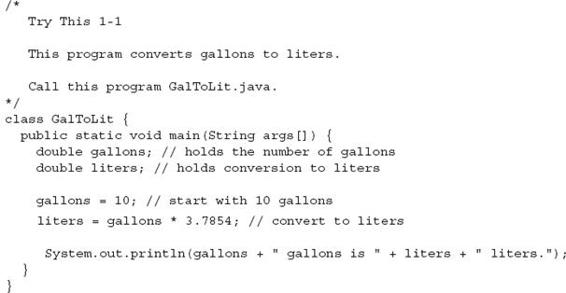 /*
Try This 1-1
This program converts gallons to liters.
Call this program GalToLit.java.
*/
class GalToLit {
public static void main(String args[]) {
double gallons; // holds the number of gallons
double liters; // holds conversion to liters
gallons = 10; // start with 10 gallons
liters = gallons * 3.7854; // convert to liters
System.out.println(gallons + " gallons is " + liters + " liters.");
}
}